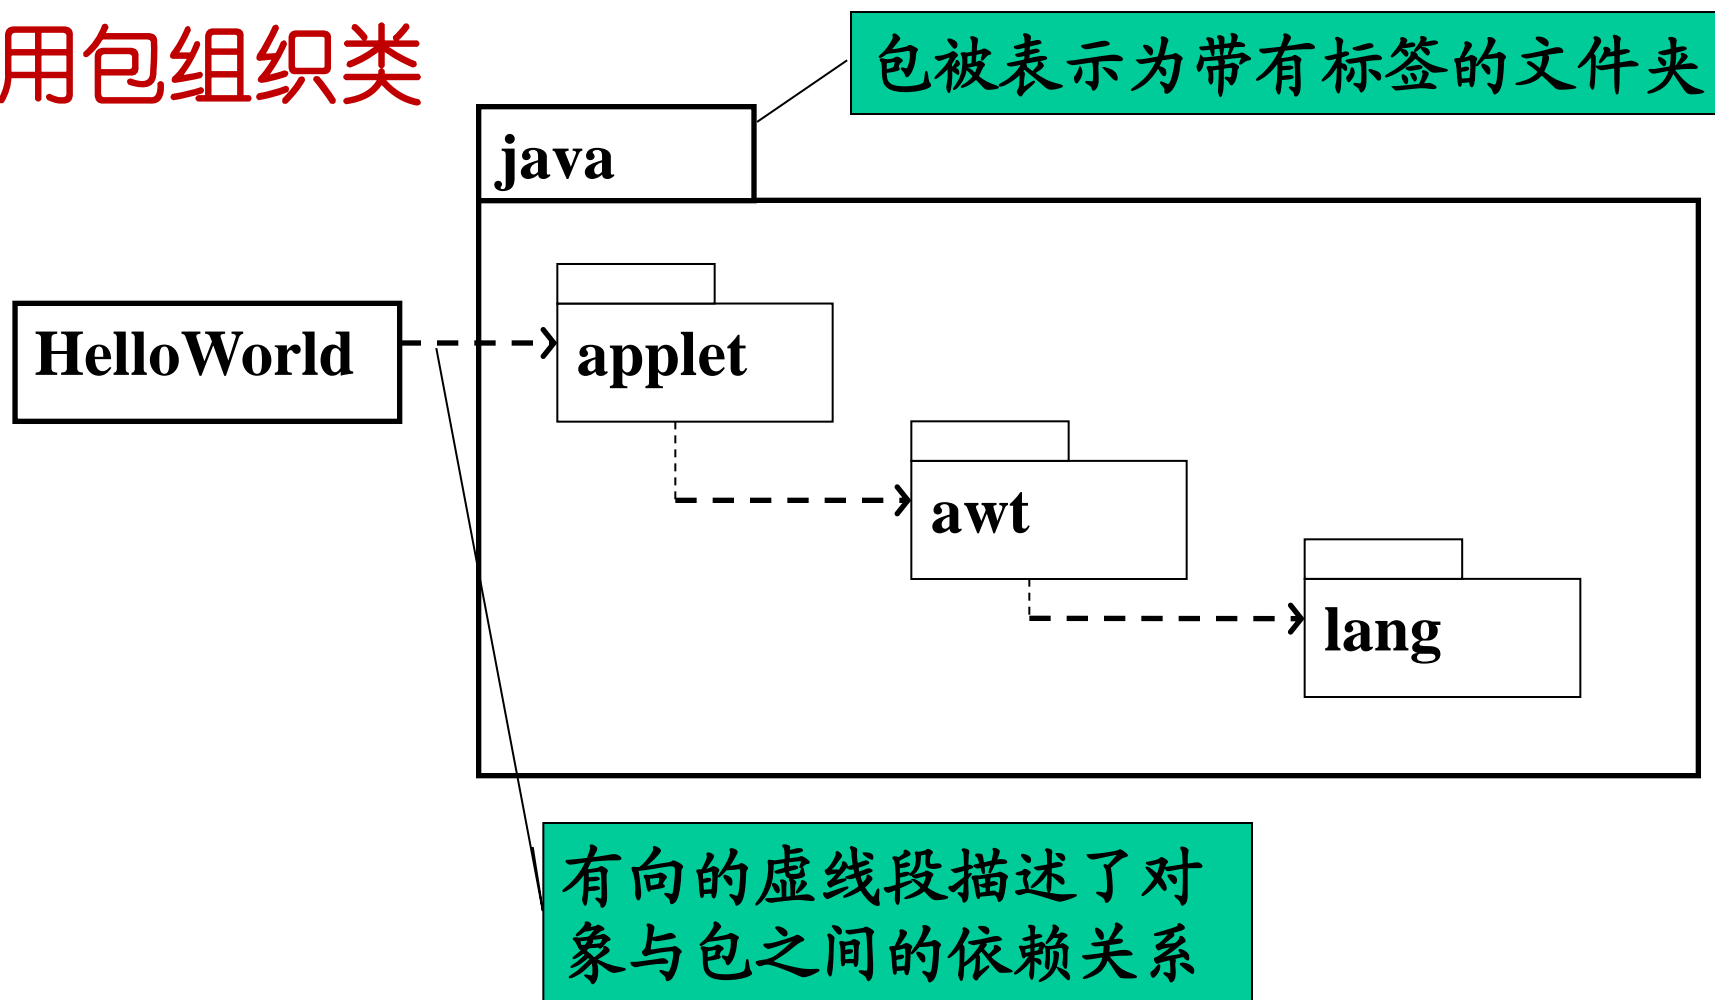 用包组织类
包被表示为带有标签的文件夹
java
HelloWorld
applet
awt
lang
有向的虚线段描述了对
象与包之间的依赖关系